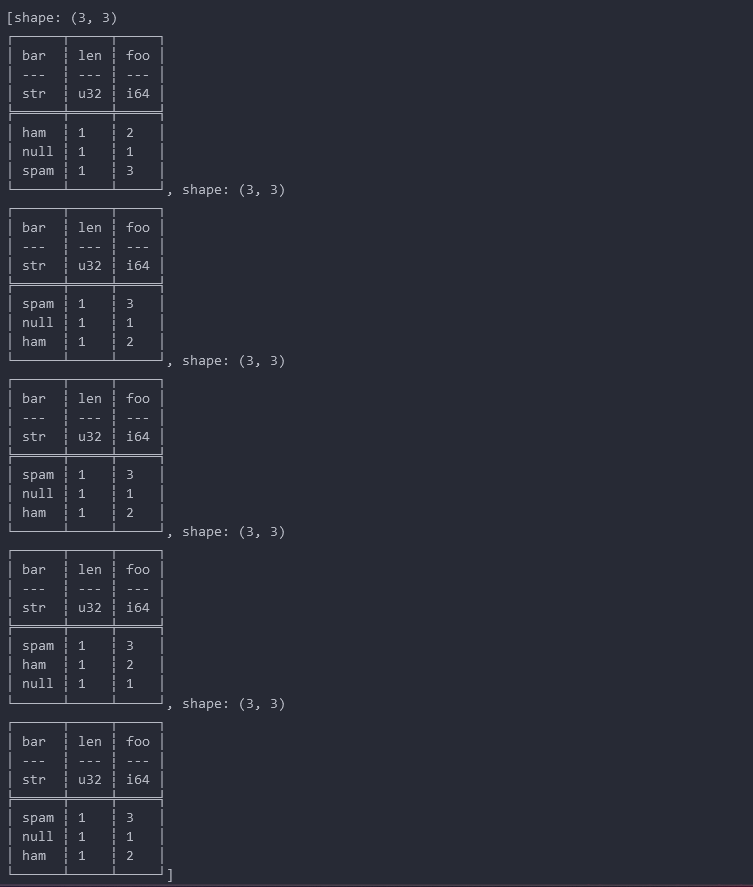 [shape: (3, 3)
bar ┆ len ┆ foo
--- ┆ --- ┆ ---
str ┆ u32 ┆ i64
ham ┆ 1 ┆ 2
null ┆ 1 ┆ 1
spam ┆ 1 ┆ 3
, shape: (3, 3)
bar ┆ len ┆ foo
--- ┆ --- ┆ ---
str ┆ u32 ┆ i64
spam ┆ 1 ┆ 3
null ┆ 1 ┆ 1
ham ┆ 1 ┆ 2
, shape: (3, 3)
bar ┆ len ┆ foo
--- ┆ --- ┆ ---
str ┆ u32 ┆ i64
spam ┆ 1 ┆ 3
null ┆ 1 ┆ 1
ham ┆ 1 ┆ 2
, shape: (3, 3)
bar ┆ len ┆ foo
--- ┆ --- ┆ ---
str ┆ u32 ┆ i64
spam ┆ 1 ┆ 3
ham ┆ 1 ┆ 2
null ┆ 1 ┆ 1
, shape: (3, 3)
bar ┆ len ┆ foo
--- ┆ --- ┆ ---
str ┆ u32 ┆ i64
spam ┆ 1 ┆ 3
null ┆ 1 ┆ 1
ham ┆ 1 ┆ 2
]